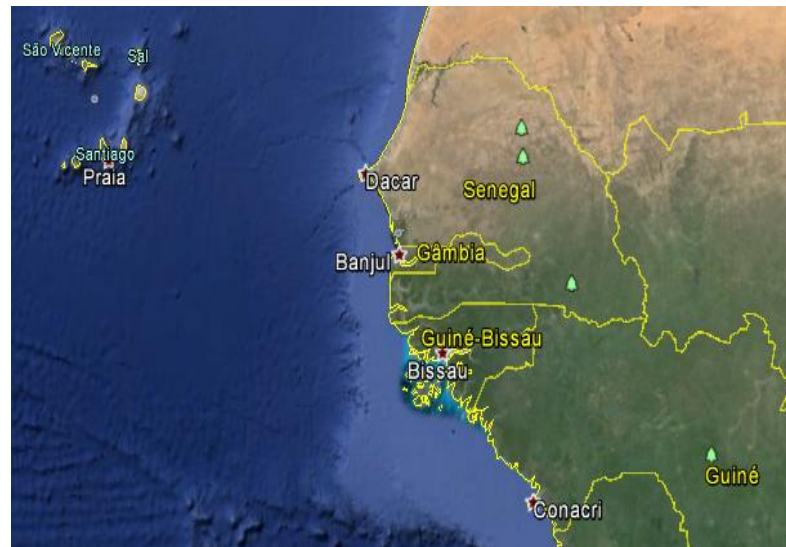 São Vicente
Sal
Santiago
Praia
Dacar
Senegal
Banjul
Gâmbia
Guiné-Bissau
Bissau
Guiné
Conacri